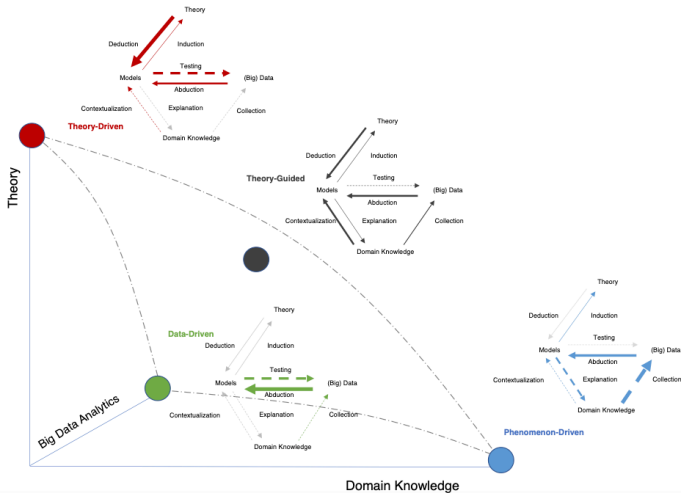 Theory
Deduction
Induction
Testing
Models
(Big) Data
Abduction
Contextualization
Explanation
Collection
Theory-Driven
Domain Knowledge
Theory
Deduction
Induction
Theory-Guided
Testing
Models
(Big) Data
Abduction
Contextualization
Explanation
Collection
Domain Knowledge
Theory
Data-Driven
Theory
Deduction
Induction
Testing
Models
(Big) Data
Abduction
Contextualization
Explanation
Collection
Domain Knowledge
Theory
Deduction
Induction
Testing
Models
(Big) Data
Abduction
Contextualization
Explanation
Collection
Domain Knowledge
Phenomenon-Driven
Big Data Analytics
Domain Knowledge